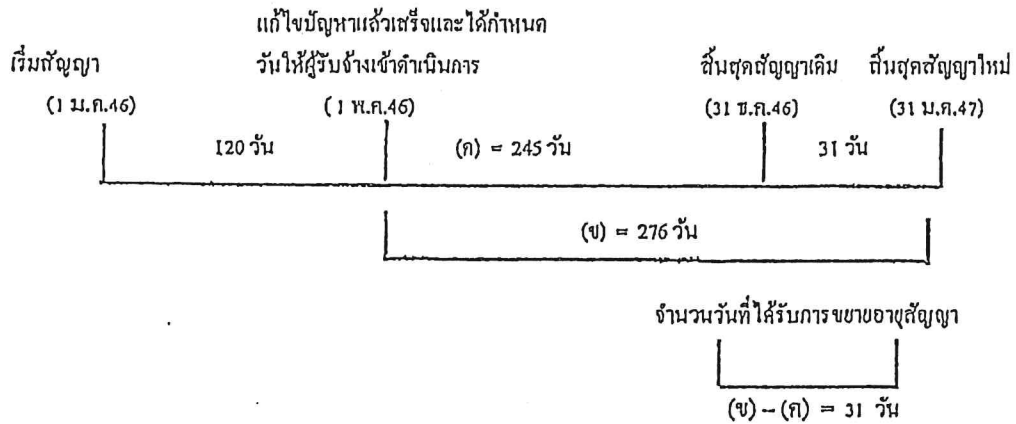 แก้ไขปัญหาแล้วเสร็จและได้กำหนด
เริ่มสัญญา วันให้ผู้รับจ้างเข้าดำเนินการ สิ้นสุดสัญญาเดิม สิ้นสุดสัญญาใหม่
(1 ม.ค.46) (1 พ.ค.46) (31 ธ.ค.46) (31 ม.ค.47)
120 วัน (ค) = 245 วัน 31 วัน
(ข) = 276 วัน
จำนวนวันที่ได้รับการขยายอายุสัญญา
(ข) – (ค) = 31 วัน